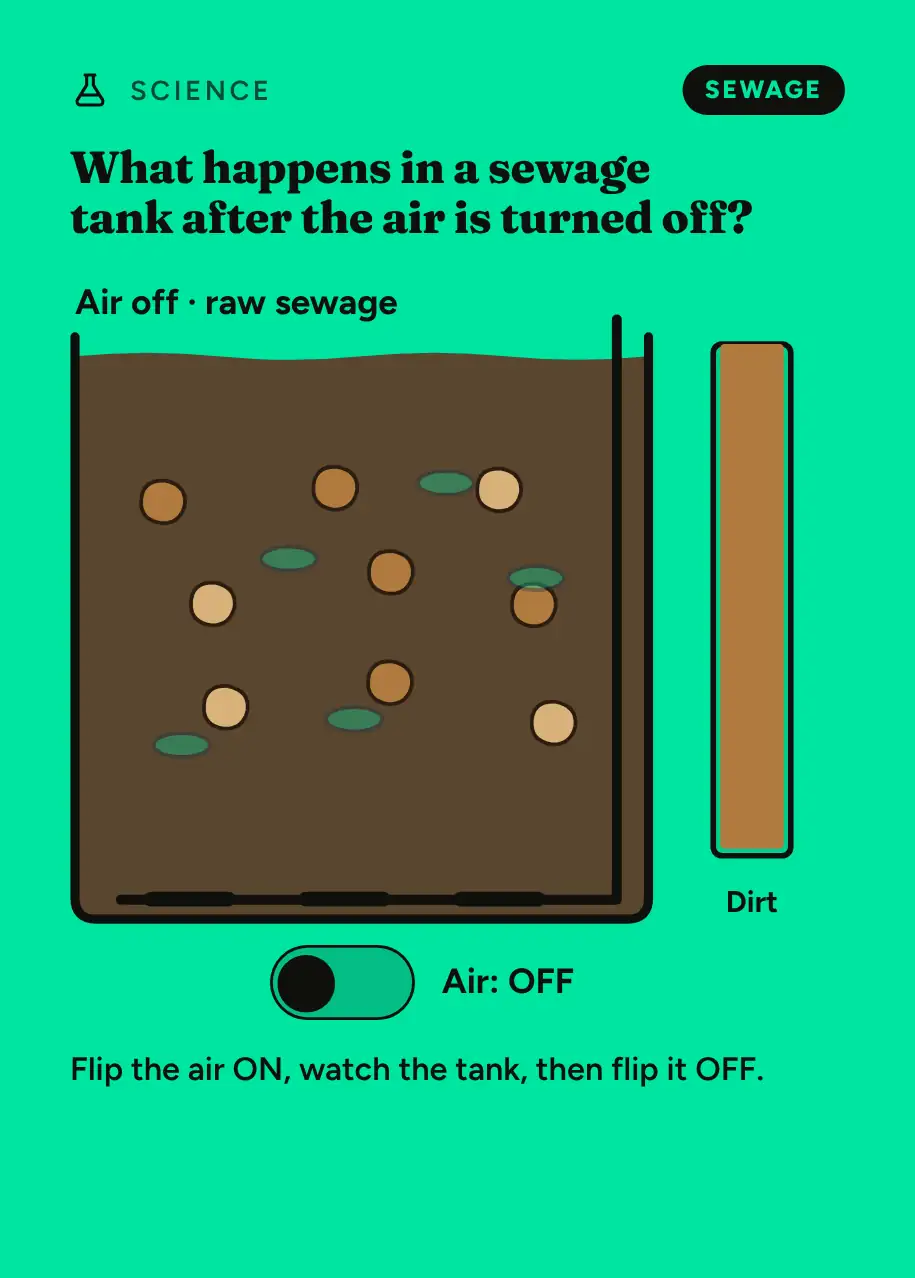 SCIENCE
SEWAGE
What happens in a sewage
tank after the air is turned off?
Air off · raw sewage
Dirt
Air: OFF
Flip the air ON, watch the tank, then flip it OFF.